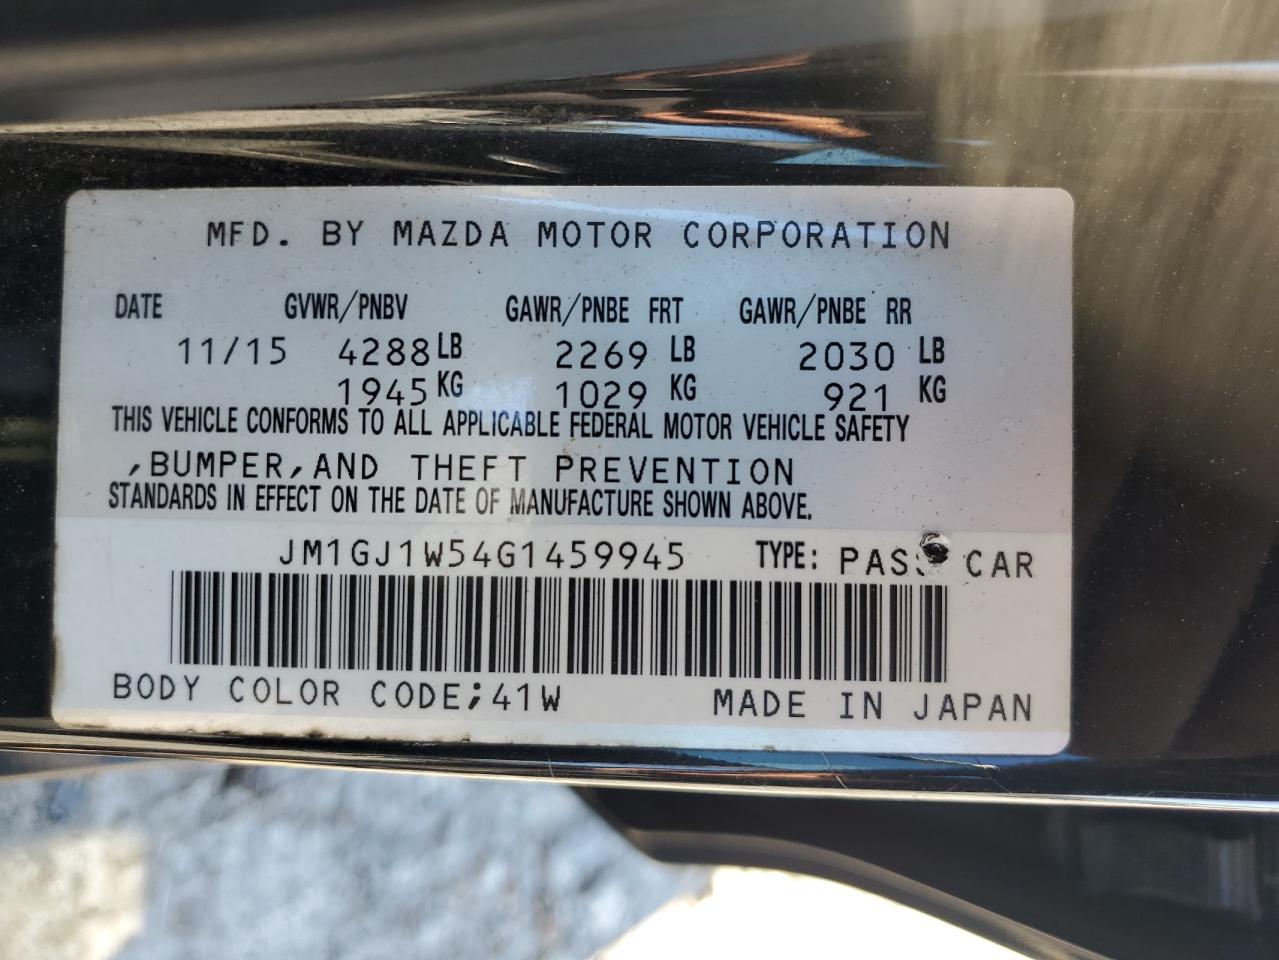 MFD. BY MAZDA MOTOR CORPORATION
DATE GVWR/PNBV GAWR/PNBE FRT GAWR/PNBE RR
11/15 4288 LB 2269 LB 2030 LB
1945 KG 1029 KG 921 KG
THIS VEHICLE CONFORMS TO ALL APPLICABLE FEDERAL MOTOR VEHICLE SAFETY
,BUMPER,AND THEFT PREVENTION
STANDARDS IN EFFECT ON THE DATE OF MANUFACTURE SHOWN ABOVE.
JM1GJ1W54G1459945 TYPE: PASS CAR
BODY COLOR CODE;41W MADE IN JAPAN